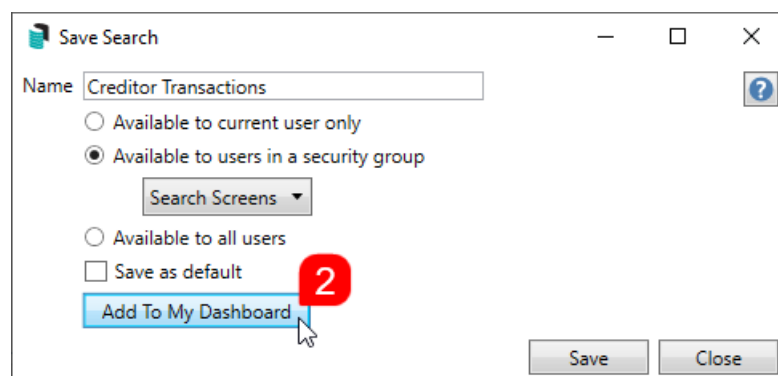 Save Search
Name Creditor Transactions
?
Available to current user only
Available to users in a security group
Search Screens
Available to all users
Save as default
2
Add To My Dashboard
Save Close